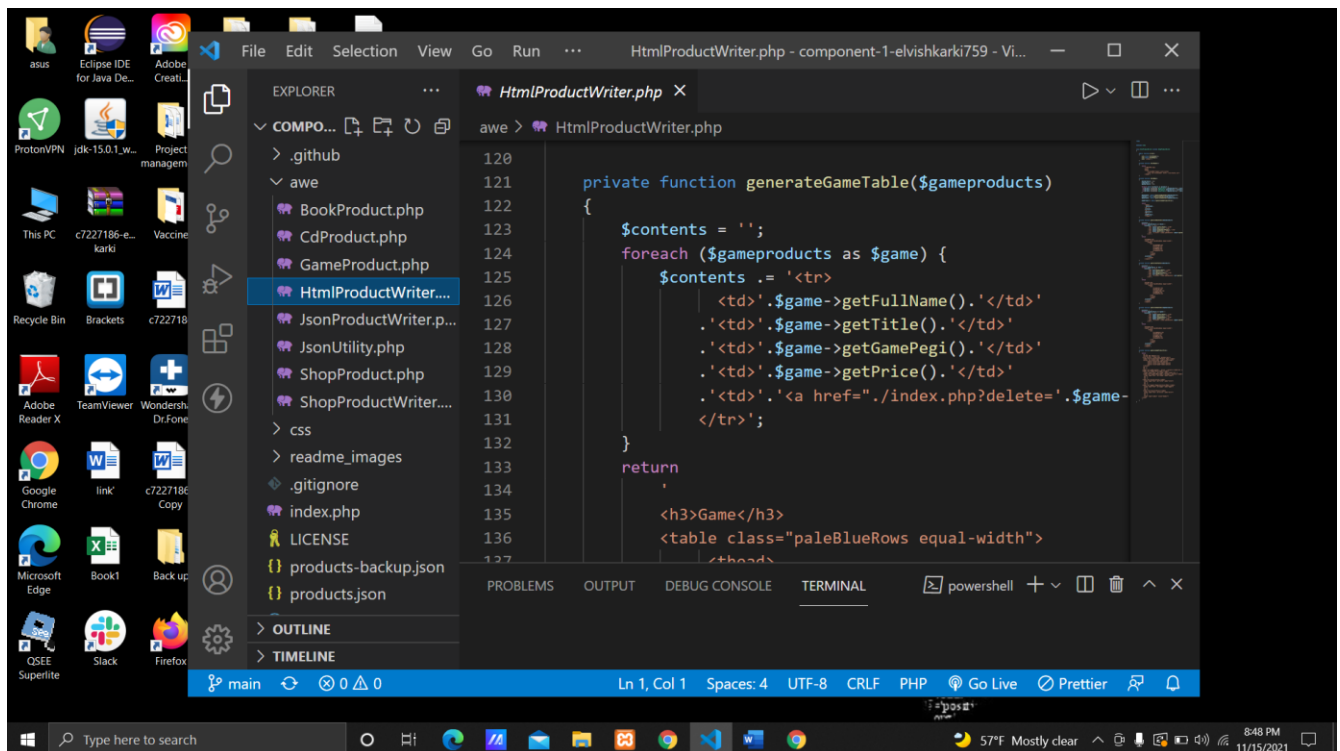 asus
Eclipse IDE
for Java De...
Adobe
Creati...
ProtonVPN
jdk-15.0.1_w...
Project
managem
This PC
c7227186-e...
karki
Vaccine
Recycle Bin
Brackets
c722718
Adobe
Reader X
TeamViewer
Wondersh
Dr.Fone
Google
Chrome
link'
c7227186
Copy
Microsoft
Edge
Book1
Back up
QSEE
Superlite
Slack
Firefox
File Edit Selection View Go Run ··· HtmlProductWriter.php - component-1-elvishkarki759 - Vi...
EXPLORER ···
COMPO...
> .github
awe
BookProduct.php
CdProduct.php
GameProduct.php
HtmlProductWriter....
JsonProductWriter.p...
JsonUtility.php
ShopProduct.php
ShopProductWriter....
> css
> readme_images
.gitignore
index.php
LICENSE
{} products-backup.json
{} products.json
> OUTLINE
> TIMELINE
HtmlProductWriter.php
awe > HtmlProductWriter.php
120
121 private function generateGameTable($gameproducts)
122 {
123 $contents = '';
124 foreach ($gameproducts as $game) {
125 $contents .= '<tr>
126 <td>'.$game->getFullName().'</td>'
127 .'<td>'.$game->getTitle().'</td>'
128 .'<td>'.$game->getGamePegi().'</td>'
129 .'<td>'.$game->getPrice().'</td>'
130 .'<td>'.'<a href="./index.php?delete='.$game-
131 </tr>';
132 }
133 return
134 '
135 <h3>Game</h3>
136 <table class="paleBlueRows equal-width">
137 <thead>
PROBLEMS OUTPUT DEBUG CONSOLE TERMINAL powershell
main 0 0 Ln 1, Col 1 Spaces: 4 UTF-8 CRLF PHP Go Live Prettier
Type here to search
57°F Mostly clear
8:48 PM
11/15/2021